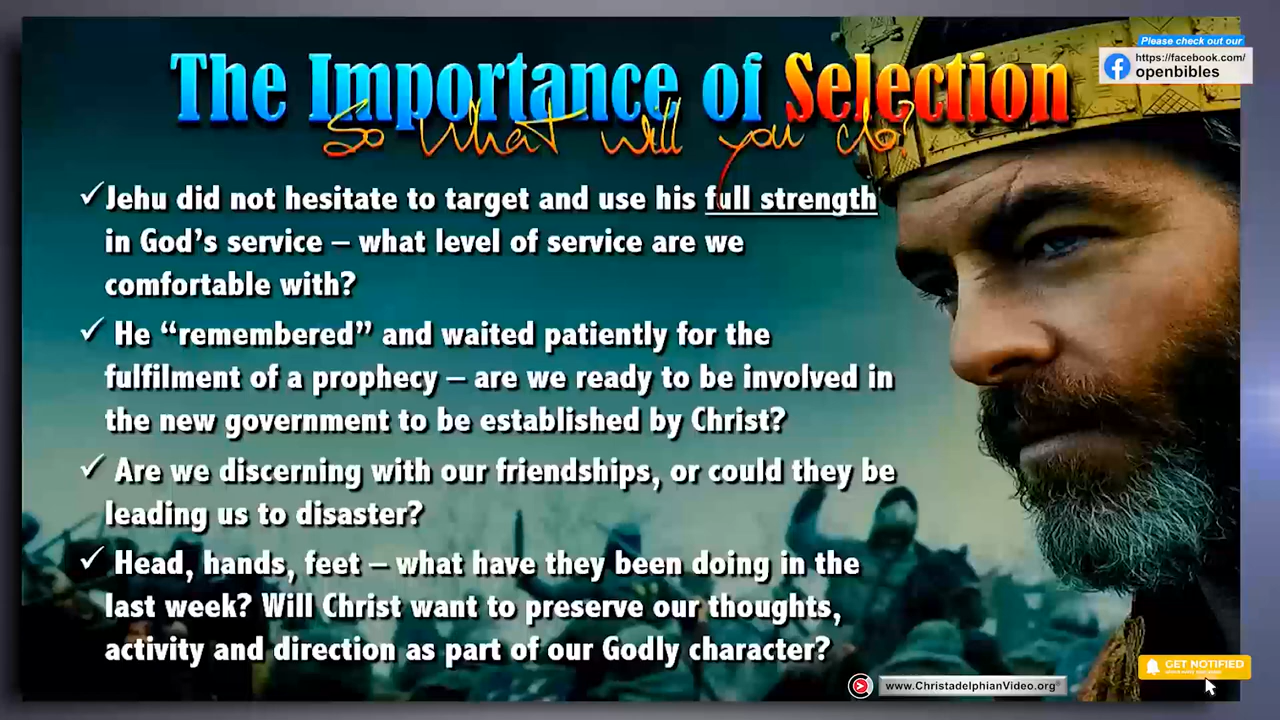 Please check out our
https://facebook.com/
openbibles
The Importance of Selection
So What will you do?
✓Jehu did not hesitate to target and use his full strength
in God's service – what level of service are we
comfortable with?
✓ He “remembered” and waited patiently for the
fulfilment of a prophecy – are we ready to be involved in
the new government to be established by Christ?
✓ Are we discerning with our friendships, or could they be
leading us to disaster?
✓ Head, hands, feet – what have they been doing in the
last week? Will Christ want to preserve our thoughts,
activity and direction as part of our Godly character?
GET NOTIFIED
www.ChristadelphianVideo.org